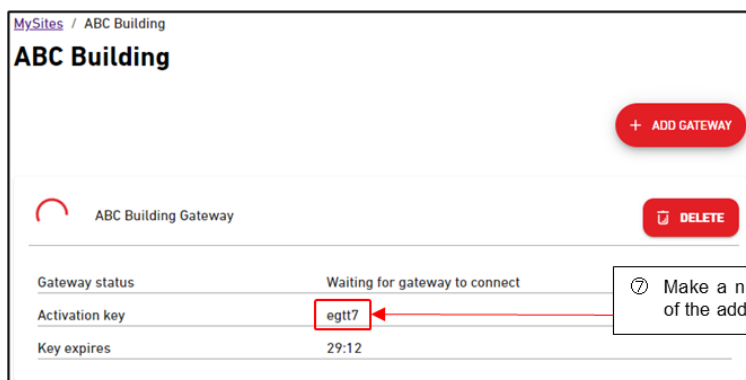 MySites / ABC Building
ABC Building
+ ADD GATEWAY
ABC Building Gateway
DELETE
Gateway status Waiting for gateway to connect
⑦ Make a n
of the add
Activation key egtt7
Key expires 29:12